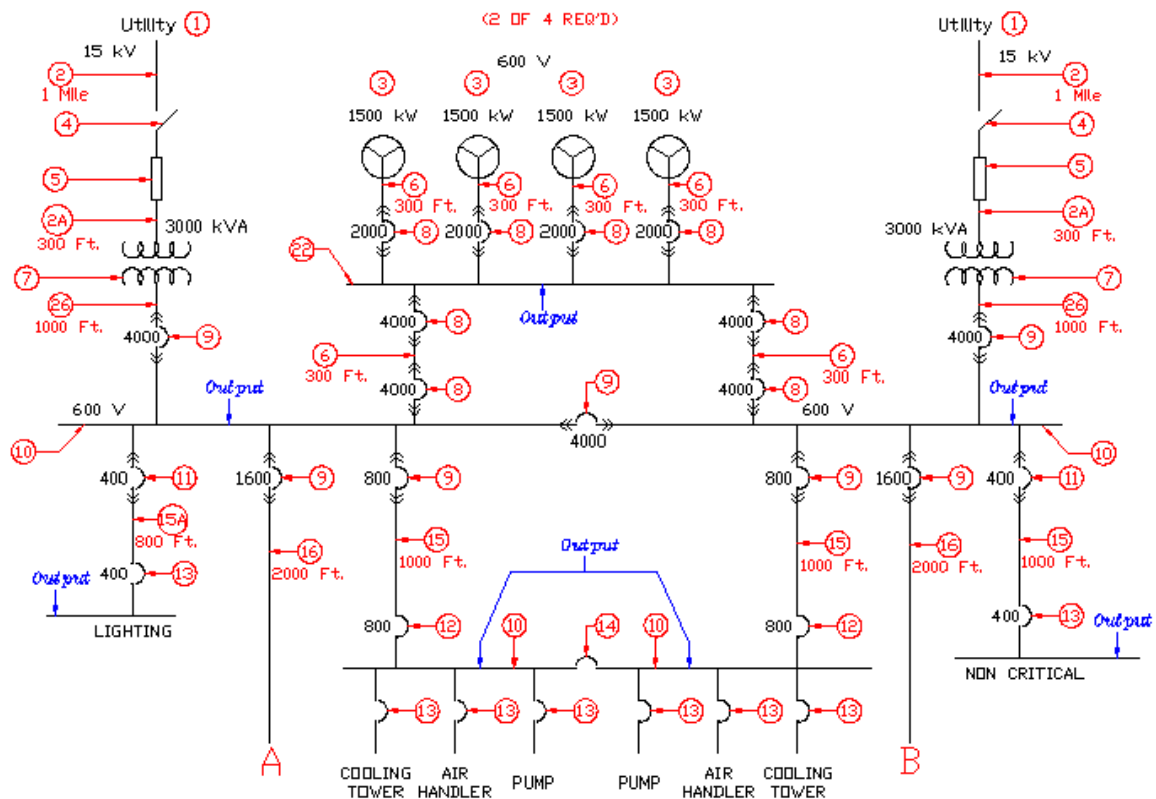 (2 OF 4 REQ'D)
Utility 1
Utility 1
15 kV
600 V
15 kV
2
1 Mile
3
3
3
3
2
1 Mile
1500 kW
1500 kW
1500 kW
1500 kW
4
4
5
5
6
6
6
6
300 Ft.
300 Ft.
300 Ft.
300 Ft.
2A
300 Ft.
3000 kVA
2000
8
2000
8
2000
8
2000
8
3000 kVA
2A
300 Ft.
7
22
7
26
1000 Ft.
Output
26
1000 Ft.
4000
9
4000
8
4000
8
4000
9
6
300 Ft.
6
300 Ft.
Output
4000
8
9
4000
8
Output
600 V
4000
600 V
10
10
400
11
1600
9
800
9
800
9
1600
9
400
11
15A
800 Ft.
16
2000 Ft.
15
1000 Ft.
Output
15
1000 Ft.
16
2000 Ft.
15
1000 Ft.
Output
400
13
LIGHTING
800
12
10
14
10
800
12
400
13
Output
NON CRITICAL
13
13
13
13
13
13
A
B
COOLING TOWER
AIR HANDLER
PUMP
PUMP
AIR HANDLER
COOLING TOWER